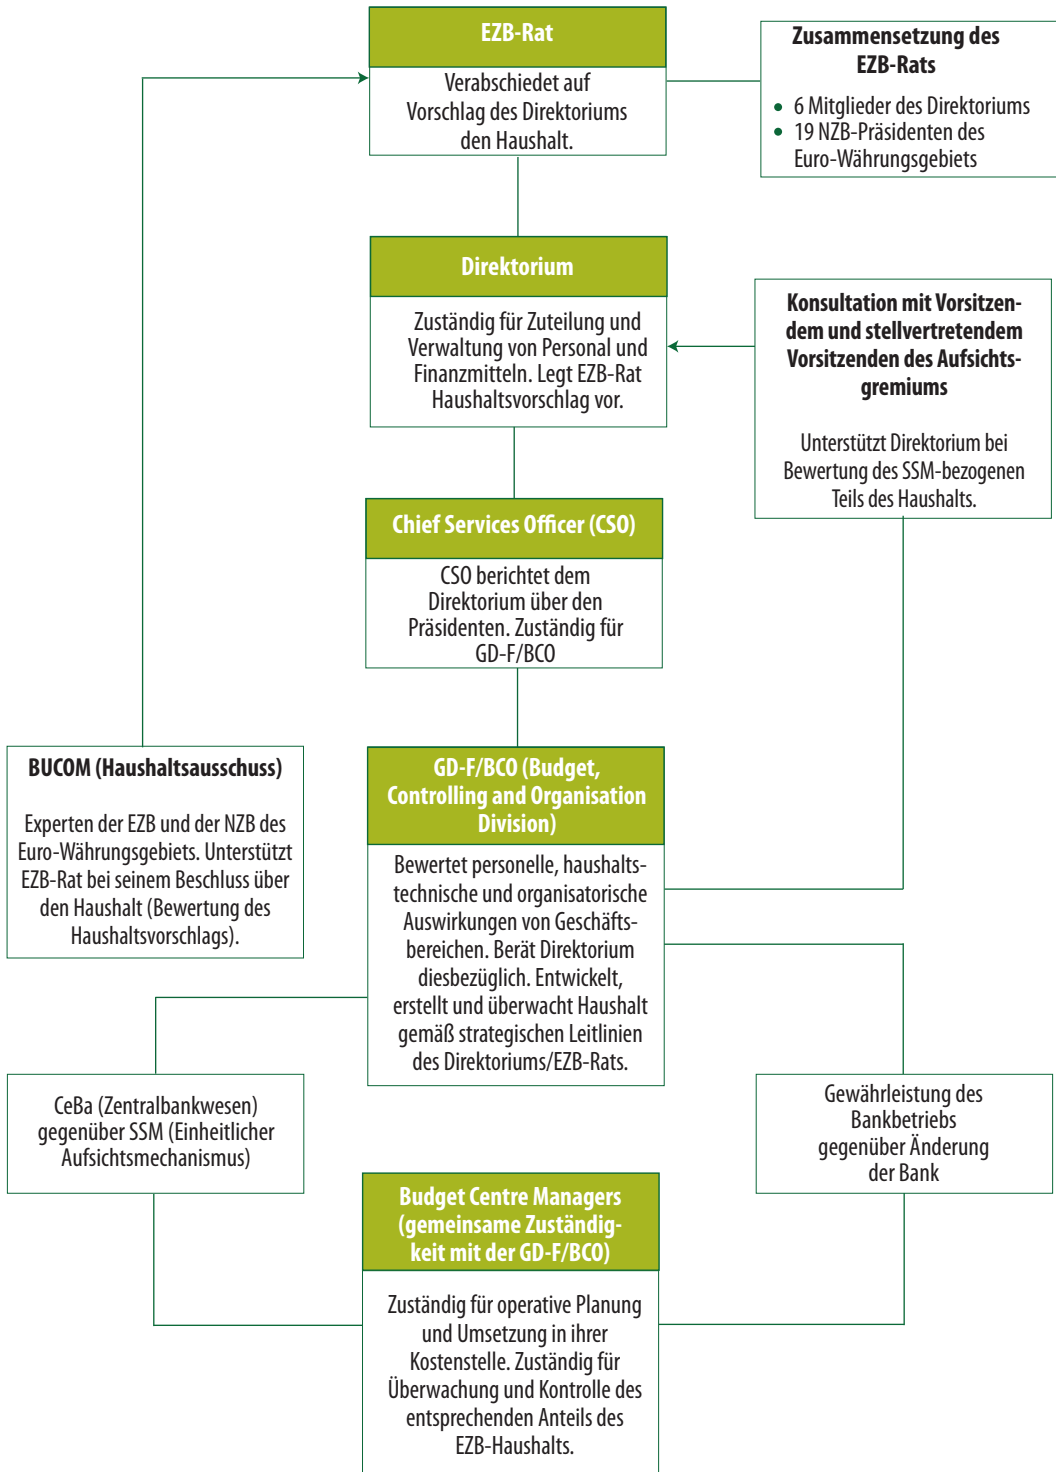 EZB-Rat
Verabschiedet auf
Vorschlag des Direktoriums
den Haushalt.
Zusammensetzung des
EZB-Rats
• 6 Mitglieder des Direktoriums
• 19 NZB-Präsidenten des
Euro-Währungsgebiets
Direktorium
Zuständig für Zuteilung und
Verwaltung von Personal und
Finanzmitteln. Legt EZB-Rat
Haushaltsvorschlag vor.
Konsultation mit Vorsitzen-
dem und stellvertretendem
Vorsitzenden des Aufsichts-
gremiums
Unterstützt Direktorium bei
Bewertung des SSM-bezogenen
Teils des Haushalts.
Chief Services Officer (CSO)
CSO berichtet dem
Direktorium über den
Präsidenten. Zuständig für
GD-F/BCO
BUCOM (Haushaltsausschuss)
Experten der EZB und der NZB des
Euro-Währungsgebiets. Unterstützt
EZB-Rat bei seinem Beschluss über
den Haushalt (Bewertung des
Haushaltsvorschlags).
GD-F/BCO (Budget,
Controlling and Organisation
Division)
Bewertet personelle, haushalts-
technische und organisatorische
Auswirkungen von Geschäfts-
bereichen. Berät Direktorium
diesbezüglich. Entwickelt,
erstellt und überwacht Haushalt
gemäß strategischen Leitlinien
des Direktoriums/EZB-Rats.
CeBa (Zentralbankwesen)
gegenüber SSM (Einheitlicher
Aufsichtsmechanismus)
Gewährleistung des
Bankbetriebs
gegenüber Änderung
der Bank
Budget Centre Managers
(gemeinsame Zuständig-
keit mit der GD-F/BCO)
Zuständig für operative Planung
und Umsetzung in ihrer
Kostenstelle. Zuständig für
Überwachung und Kontrolle des
entsprechenden Anteils des
EZB-Haushalts.